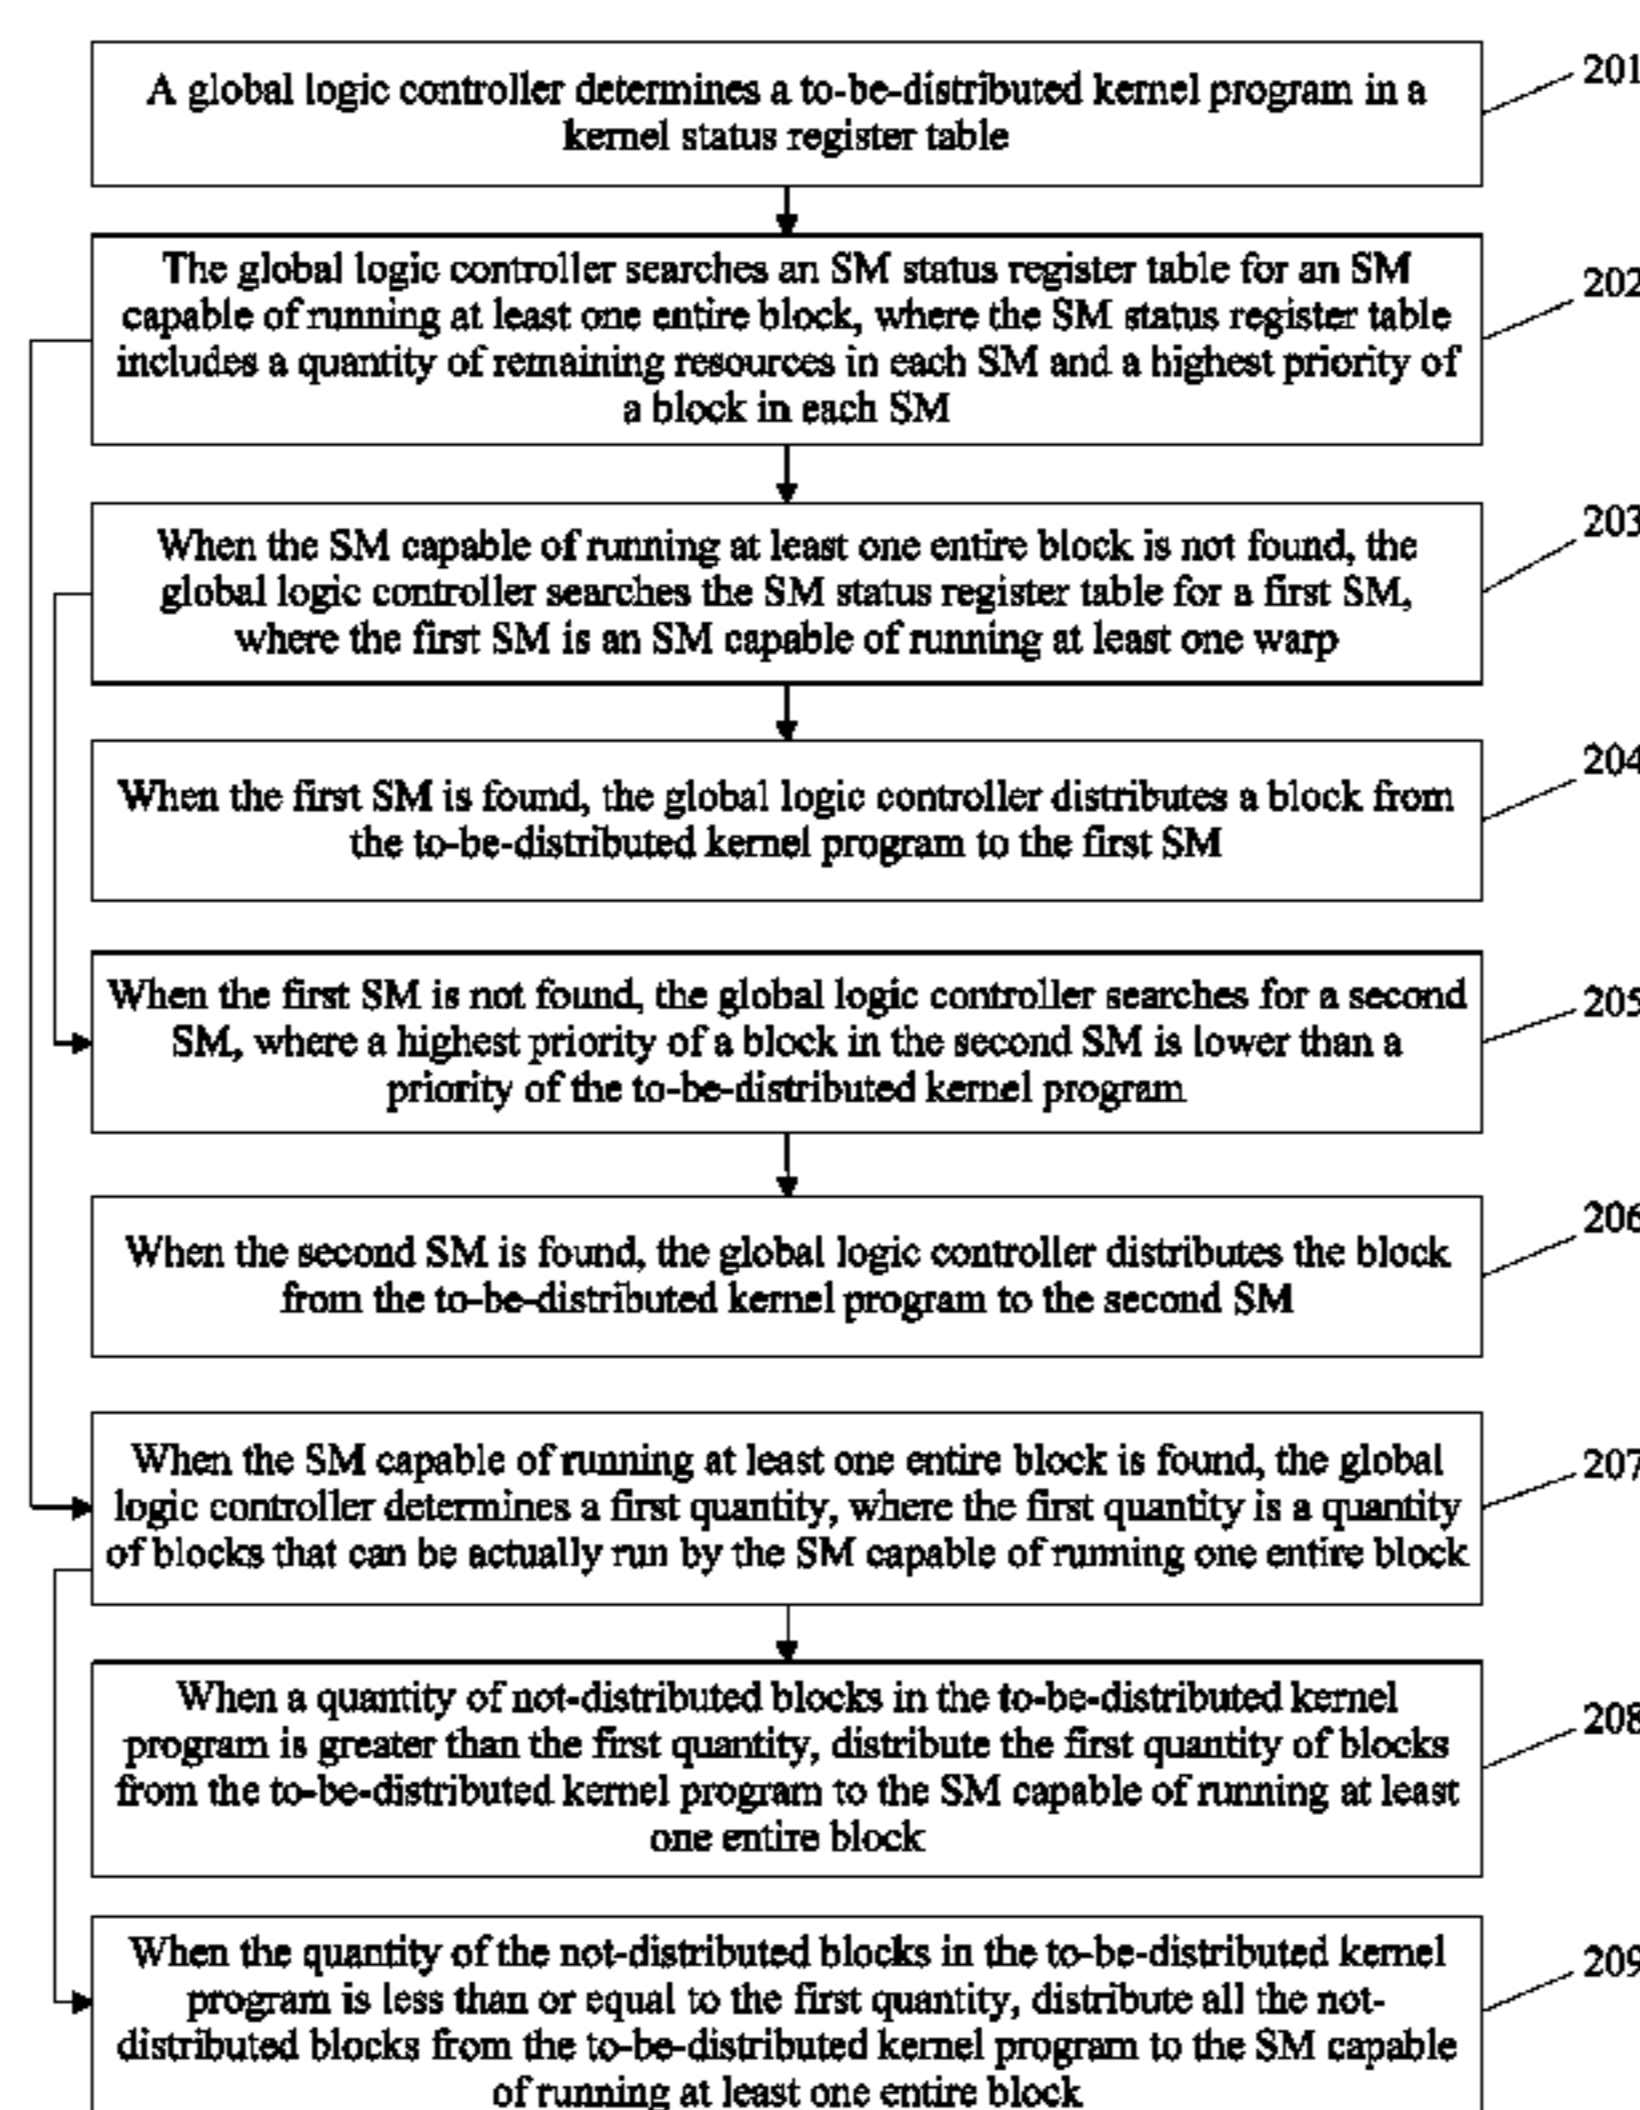 A global logic controller determines a to-be-distributed kernel program in a
kernel status register table
201
The global logic controller searches an SM status register table for an SM
capable of running at least one entire block, where the SM status register table
includes a quantity of remaining resources in each SM and a highest priority of
a block in each SM
202
When the SM capable of running at least one entire block is not found, the
global logic controller searches the SM status register table for a first SM,
where the first SM is an SM capable of running at least one warp
203
When the first SM is found, the global logic controller distributes a block from
the to-be-distributed kernel program to the first SM
204
When the first SM is not found, the global logic controller searches for a second
SM, where a highest priority of a block in the second SM is lower than a
priority of the to-be-distributed kernel program
205
When the second SM is found, the global logic controller distributes the block
from the to-be-distributed kernel program to the second SM
206
When the SM capable of running at least one entire block is found, the global
logic controller determines a first quantity, where the first quantity is a quantity
of blocks that can be actually run by the SM capable of running one entire block
207
When a quantity of not-distributed blocks in the to-be-distributed kernel
program is greater than the first quantity, distribute the first quantity of blocks
from the to-be-distributed kernel program to the SM capable of running at least
one entire block
208
When the quantity of the not-distributed blocks in the to-be-distributed kernel
program is less than or equal to the first quantity, distribute all the not-
distributed blocks from the to-be-distributed kernel program to the SM capable
of running at least one entire block
209